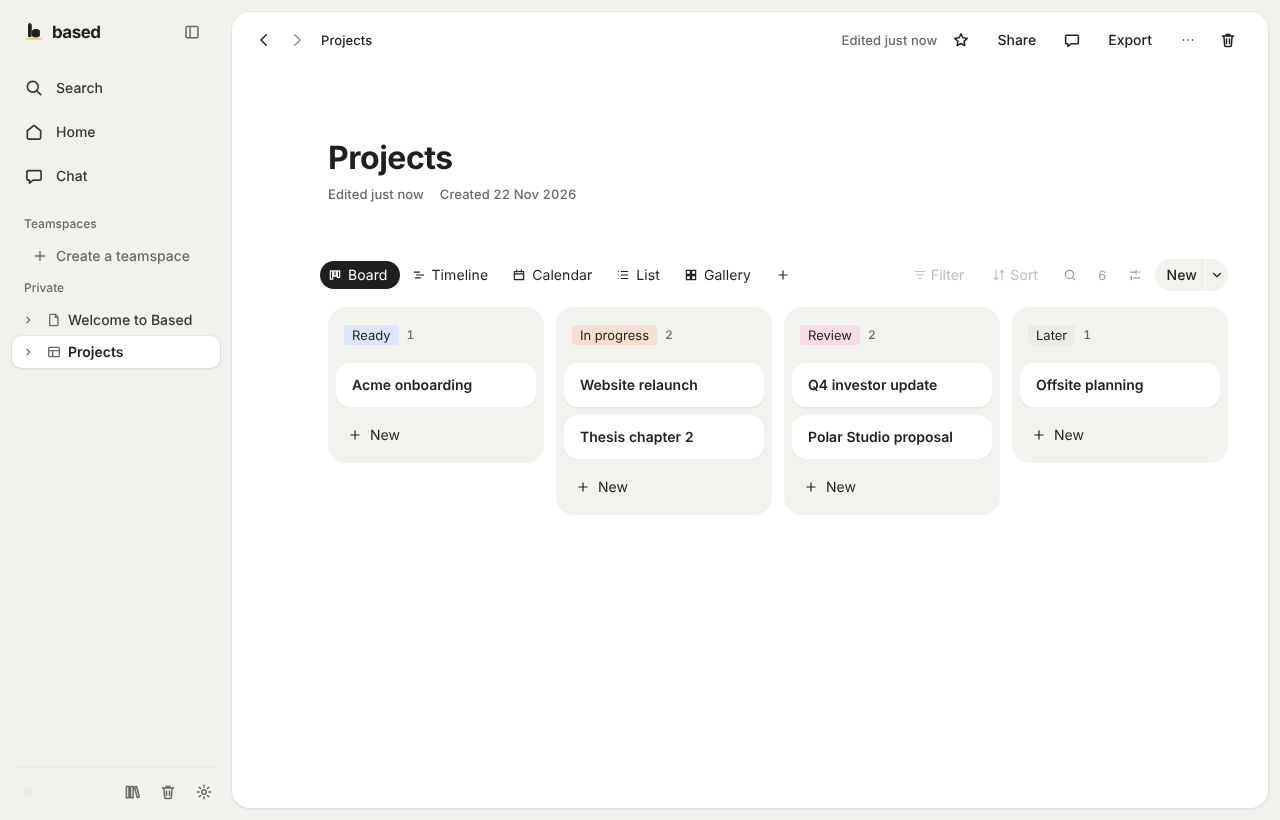 based
Search
Home
Chat
Teamspaces
Create a teamspace
Private
Welcome to Based
Projects
Projects
Edited just now
Share
Export
Projects
Edited just now Created 22 Nov 2026
Board Timeline Calendar List Gallery
Filter Sort 6 New
Ready 1
Acme onboarding
New
In progress 2
Website relaunch
Thesis chapter 2
New
Review 2
Q4 investor update
Polar Studio proposal
New
Later 1
Offsite planning
New